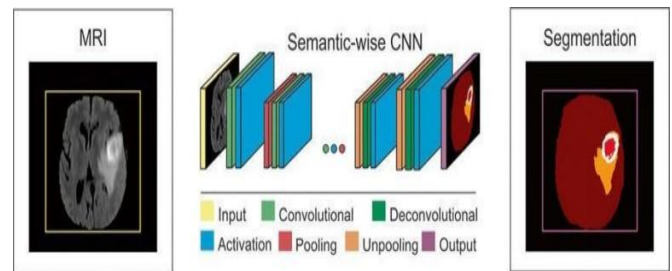 MRI
Semantic-wise CNN
Input
Convolutional
Deconvolutional
Activation
Pooling
Unpooling
Output
Segmentation